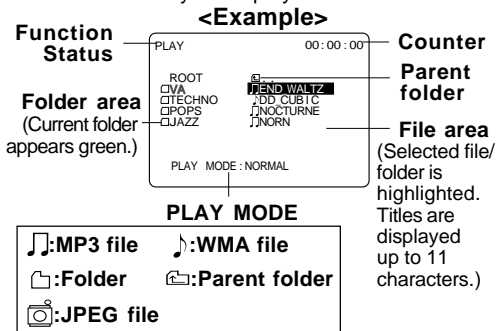 <Example>
Function Status
PLAY
00:00:00
Counter
Parent folder
ROOT
VA
TECHNO
POPS
JAZZ
. .
END WALTZ
DD CUBIC
NOCTURNE
NORN
Folder area
(Current folder appears green.)
File area
(Selected file/
folder is
highlighted.
Titles are
displayed
up to 11
characters.)
PLAY MODE:NORMAL
PLAY MODE
:MP3 file
:WMA file
:Folder
:Parent folder
:JPEG file